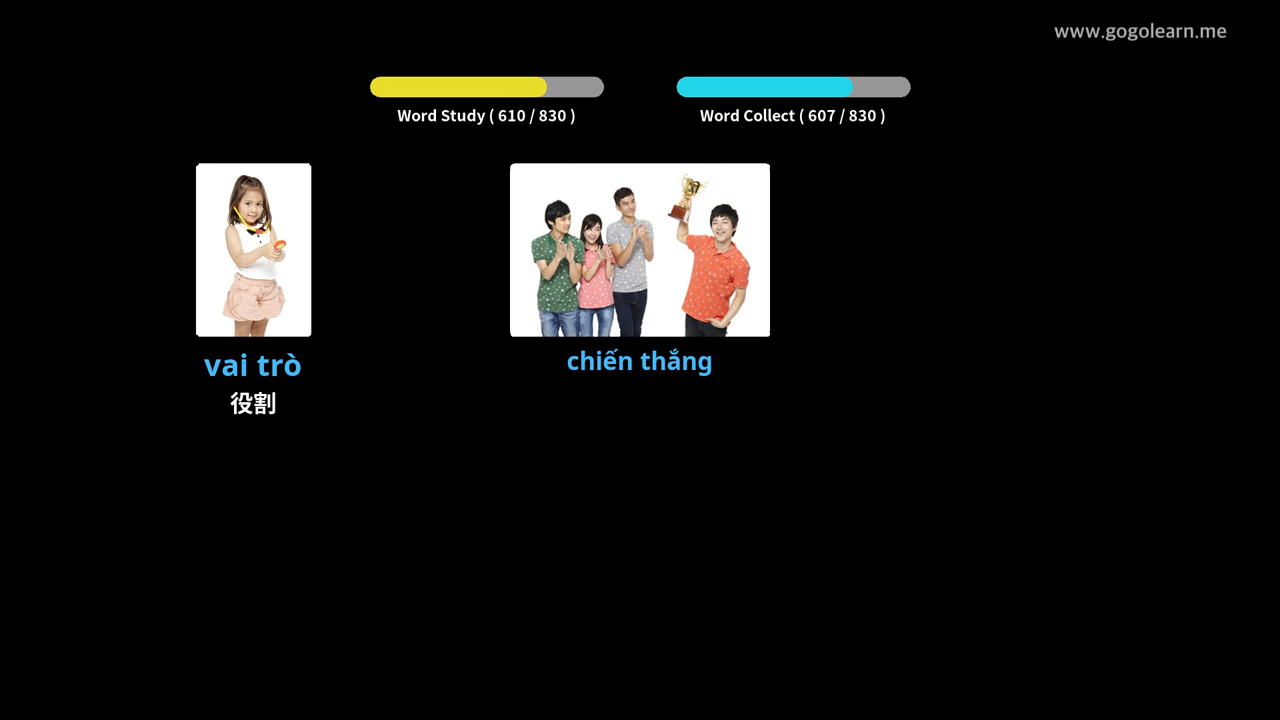 www.gogolearn.me
Word Study ( 610 / 830 )
Word Collect ( 607 / 830 )
vai trò
役割
chiến thắng